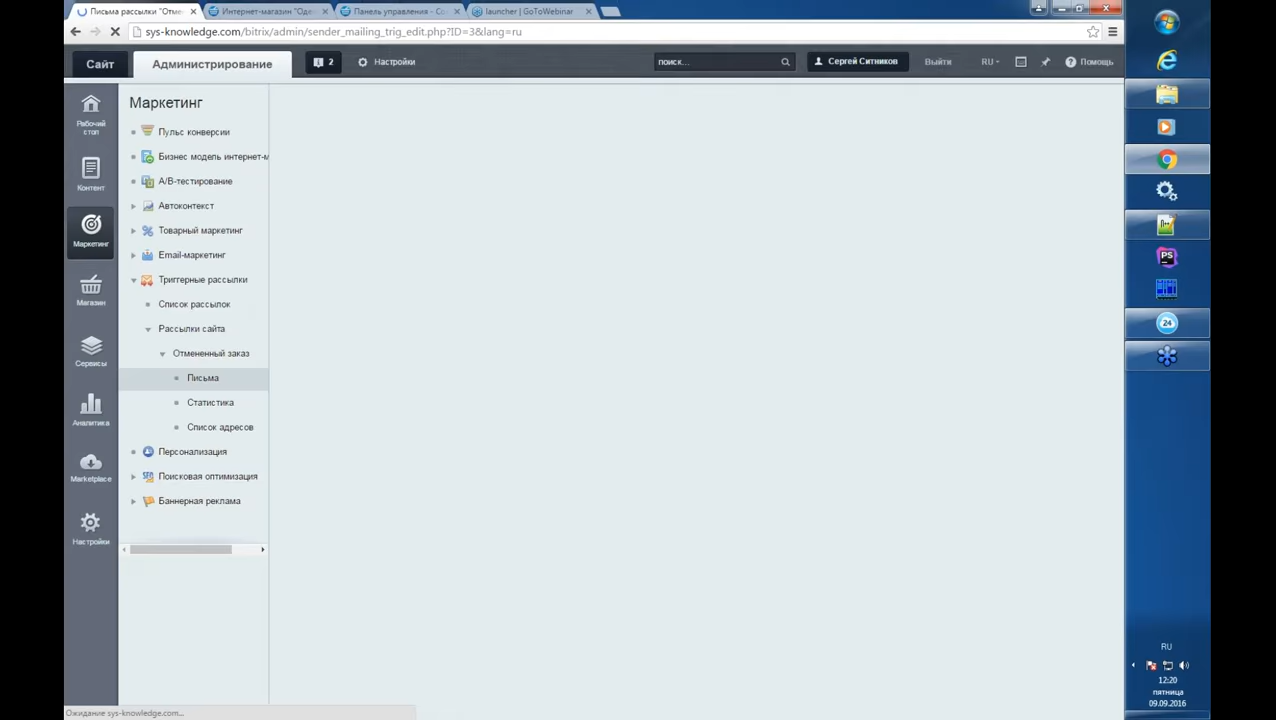 Письма рассылки "Отме
Интернет-магазин "Оде
Панель управления - Со
launcher | GoToWebinar
sys-knowledge.com/bitrix/admin/sender_mailing_trig_edit.php?ID=3&lang=ru
Сайт
Администрирование
2
Настройки
поиск...
Сергей Ситников
Выйти
RU
Помощь
Рабочий
стол
Контент
Маркетинг
Магазин
Сервисы
Аналитика
Marketplace
Настройки
Маркетинг
Пульс конверсии
Бизнес модель интернет-м
A/B-тестирование
Автоконтекст
Товарный маркетинг
Email-маркетинг
Триггерные рассылки
Список рассылок
Рассылки сайта
Отмененный заказ
Письма
Статистика
Список адресов
Персонализация
Поисковая оптимизация
Баннерная реклама
Ожидание sys-knowledge.com...
PS
24
RU
12:20
пятница
09.09.2016